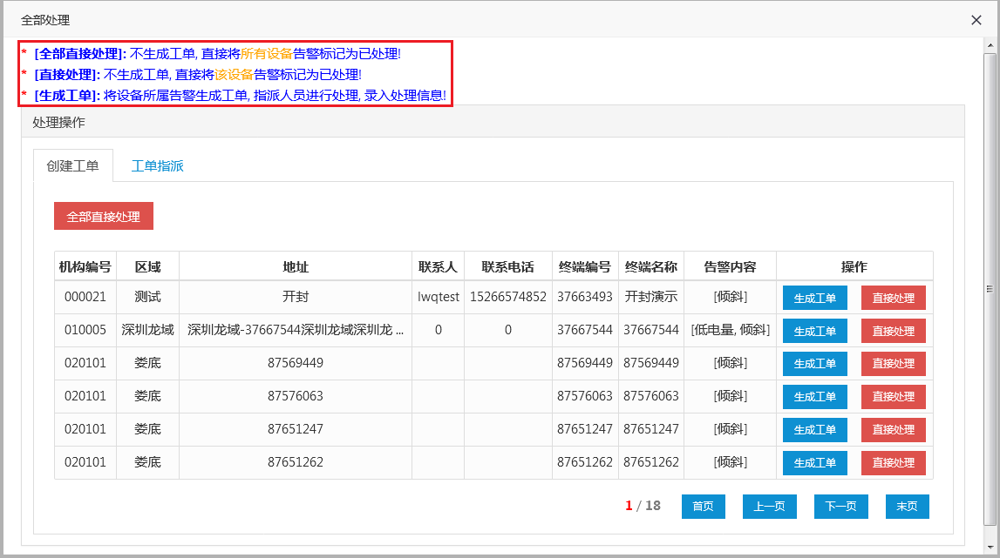 全部处理
* [全部直接处理]: 不生成工单, 直接将所有设备告警标记为已处理!
* [直接处理]: 不生成工单, 直接将该设备告警标记为已处理!
* [生成工单]: 将设备所属告警生成工单, 指派人员进行处理, 录入处理信息!
处理操作
创建工单 工单指派
全部直接处理
机构编号 区域 地址 联系人 联系电话 终端编号 终端名称 告警内容 操作
000021 测试 开封 lwqtest 15266574852 37663493 开封演示 [倾斜] 生成工单 直接处理
010005 深圳龙域 深圳龙域-37667544深圳龙域深圳龙 ... 0 0 37667544 37667544 [低电量, 倾斜] 生成工单 直接处理
020101 娄底 87569449 87569449 87569449 [倾斜] 生成工单 直接处理
020101 娄底 87576063 87576063 87576063 [倾斜] 生成工单 直接处理
020101 娄底 87651247 87651247 87651247 [倾斜] 生成工单 直接处理
020101 娄底 87651262 87651262 87651262 [倾斜] 生成工单 直接处理
1 / 18 首页 上一页 下一页 末页